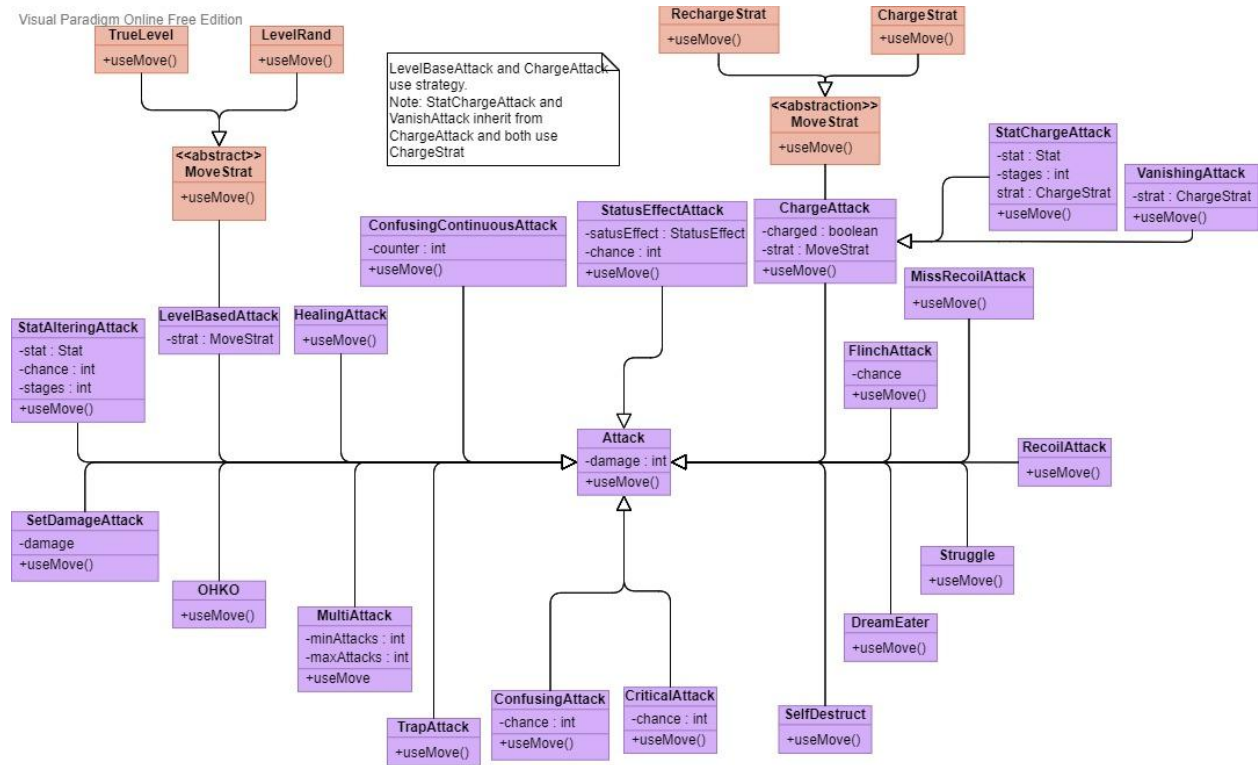 Visual Paradigm Online Free Edition
TrueLevel
+useMove()
LevelRand
+useMove()
<<abstract>>
MoveStrat
+useMove()
LevelBaseAttack and ChargeAttack
use strategy.
Note: StatChargeAttack and
VanishAttack inherit from
ChargeAttack and both use
ChargeStrat
RechargeStrat
+useMove()
ChargeStrat
+useMove()
<<abstraction>>
MoveStrat
+useMove()
StatChargeAttack
-stat : Stat
-stages : int
strat : ChargeStrat
+useMove()
VanishingAttack
-strat : ChargeStrat
+useMove()
ConfusingContinuousAttack
-counter : int
+useMove()
StatusEffectAttack
-satusEffect : StatusEffect
-chance : int
+useMove()
ChargeAttack
-charged : boolean
-strat : MoveStrat
+useMove()
MissRecoilAttack
+useMove()
StatAlteringAttack
-stat : Stat
-chance : int
-stages : int
+useMove()
LevelBasedAttack
-strat : MoveStrat
HealingAttack
+useMove()
FlinchAttack
-chance
+useMove()
Attack
-damage : int
+useMove()
RecoilAttack
+useMove()
SetDamageAttack
-damage
+useMove()
OHKO
+useMove()
MultiAttack
-minAttacks : int
-maxAttacks : int
+useMove
TrapAttack
+useMove()
ConfusingAttack
-chance : int
+useMove()
CriticalAttack
-chance : int
+useMove()
SelfDestruct
+useMove()
DreamEater
+useMove()
Struggle
+useMove()